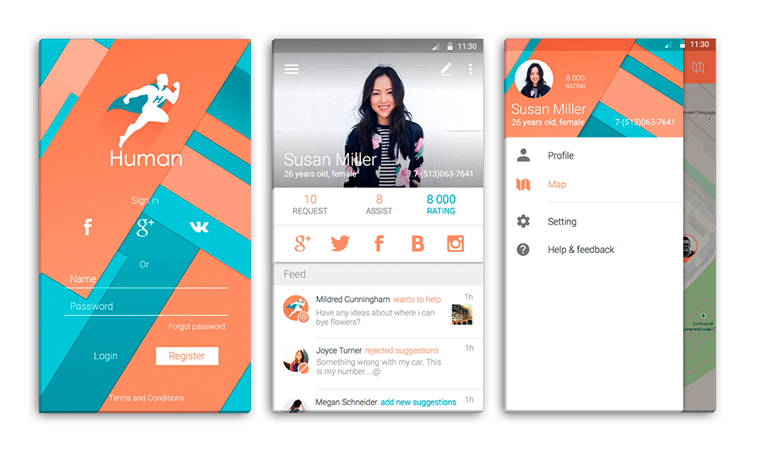 H
Human
Sign in
f g+ vк
Or
Name
Password
Forgot password
Login Register
Terms and Conditions
11:30
Susan Miller
26 years old, female 7-(513)063-7641
10 8 8 000
REQUEST ASSIST RATING
g+ f B
Feed
Mildred Cunningham wants to help 1h
Have any ideas about where i can
bye flowers?
Joyce Turner rejected suggestions 1h
Something wrong with my car. This
is my number ...@
Megan Schneider add new suggestions 1h
11:30
8 000
RATING
Susan Miller
26 years old, female 7-(513)063-7641
Profile
Map
Setting
Help & feedback
Большой